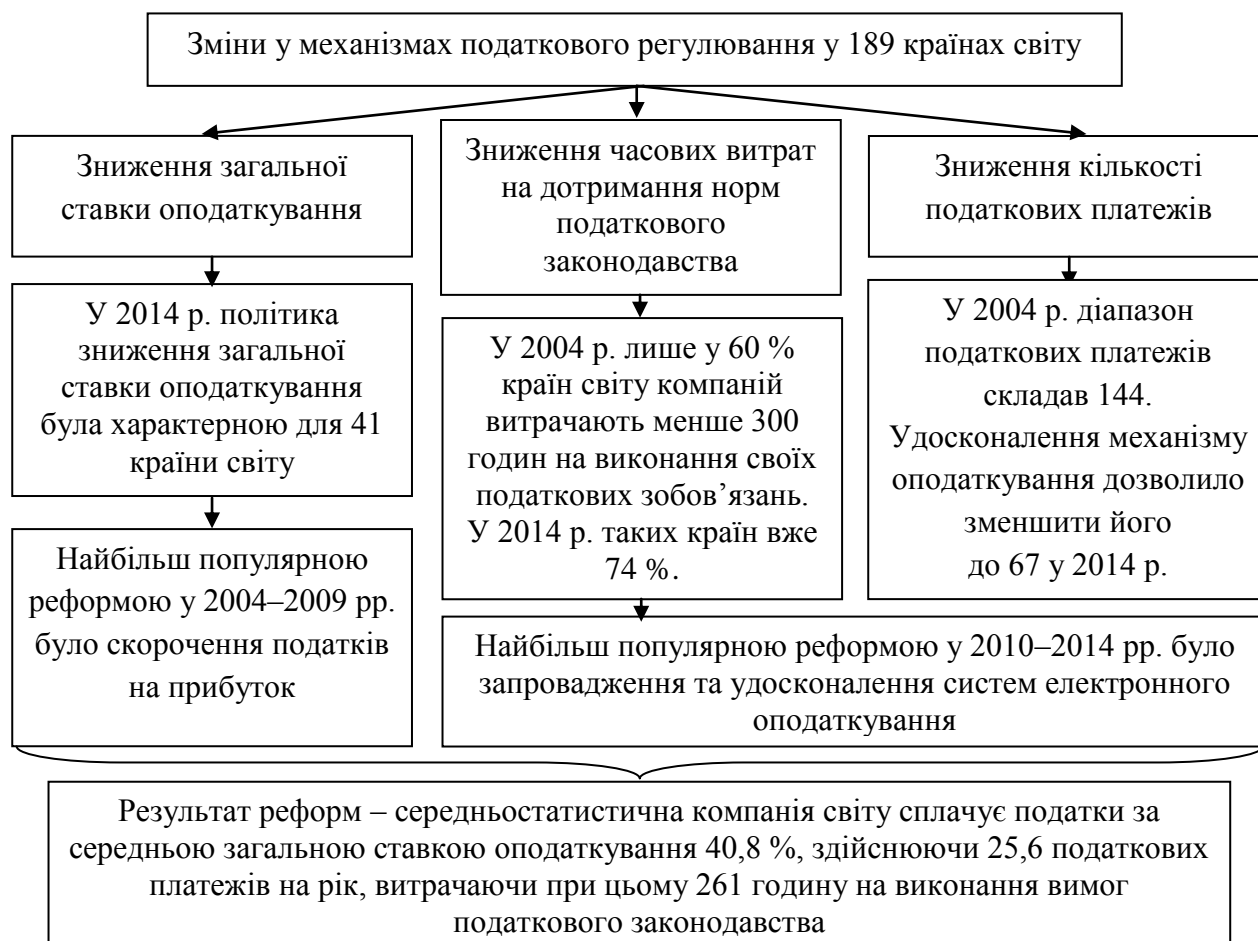 Зміни у механізмах податкового регулювання у 189 країнах світу
Зниження загальної
ставки оподаткування
Зниження часових витрат
на дотримання норм
податкового
законодавства
Зниження кількості
податкових платежів
У 2014 р. політика
зниження загальної
ставки оподаткування
була характерною для 41
країни світу
У 2004 р. лише у 60 %
країн світу компаній
витрачають менше 300
годин на виконання своїх
податкових зобов’язань.
У 2014 р. таких країн вже
74 %.
У 2004 р. діапазон
податкових платежів
складав 144.
Удосконалення механізму
оподаткування дозволило
зменшити його
до 67 у 2014 р.
Найбільш популярною
реформою у 2004–2009 рр.
було скорочення податків
на прибуток
Найбільш популярною реформою у 2010–2014 рр. було
запровадження та удосконалення систем електронного
оподаткування
Результат реформ – середньостатистична компанія світу сплачує податки за
середньою загальною ставкою оподаткування 40,8 %, здійснюючи 25,6 податкових
платежів на рік, витрачаючи при цьому 261 годину на виконання вимог
податкового законодавства